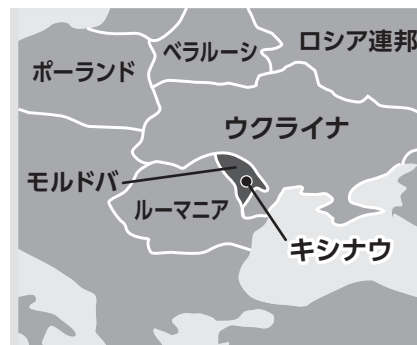 ロシア連邦
ベラルーシ
ポーランド
ウクライナ
モルドバ
ルーマニア
キシナウ